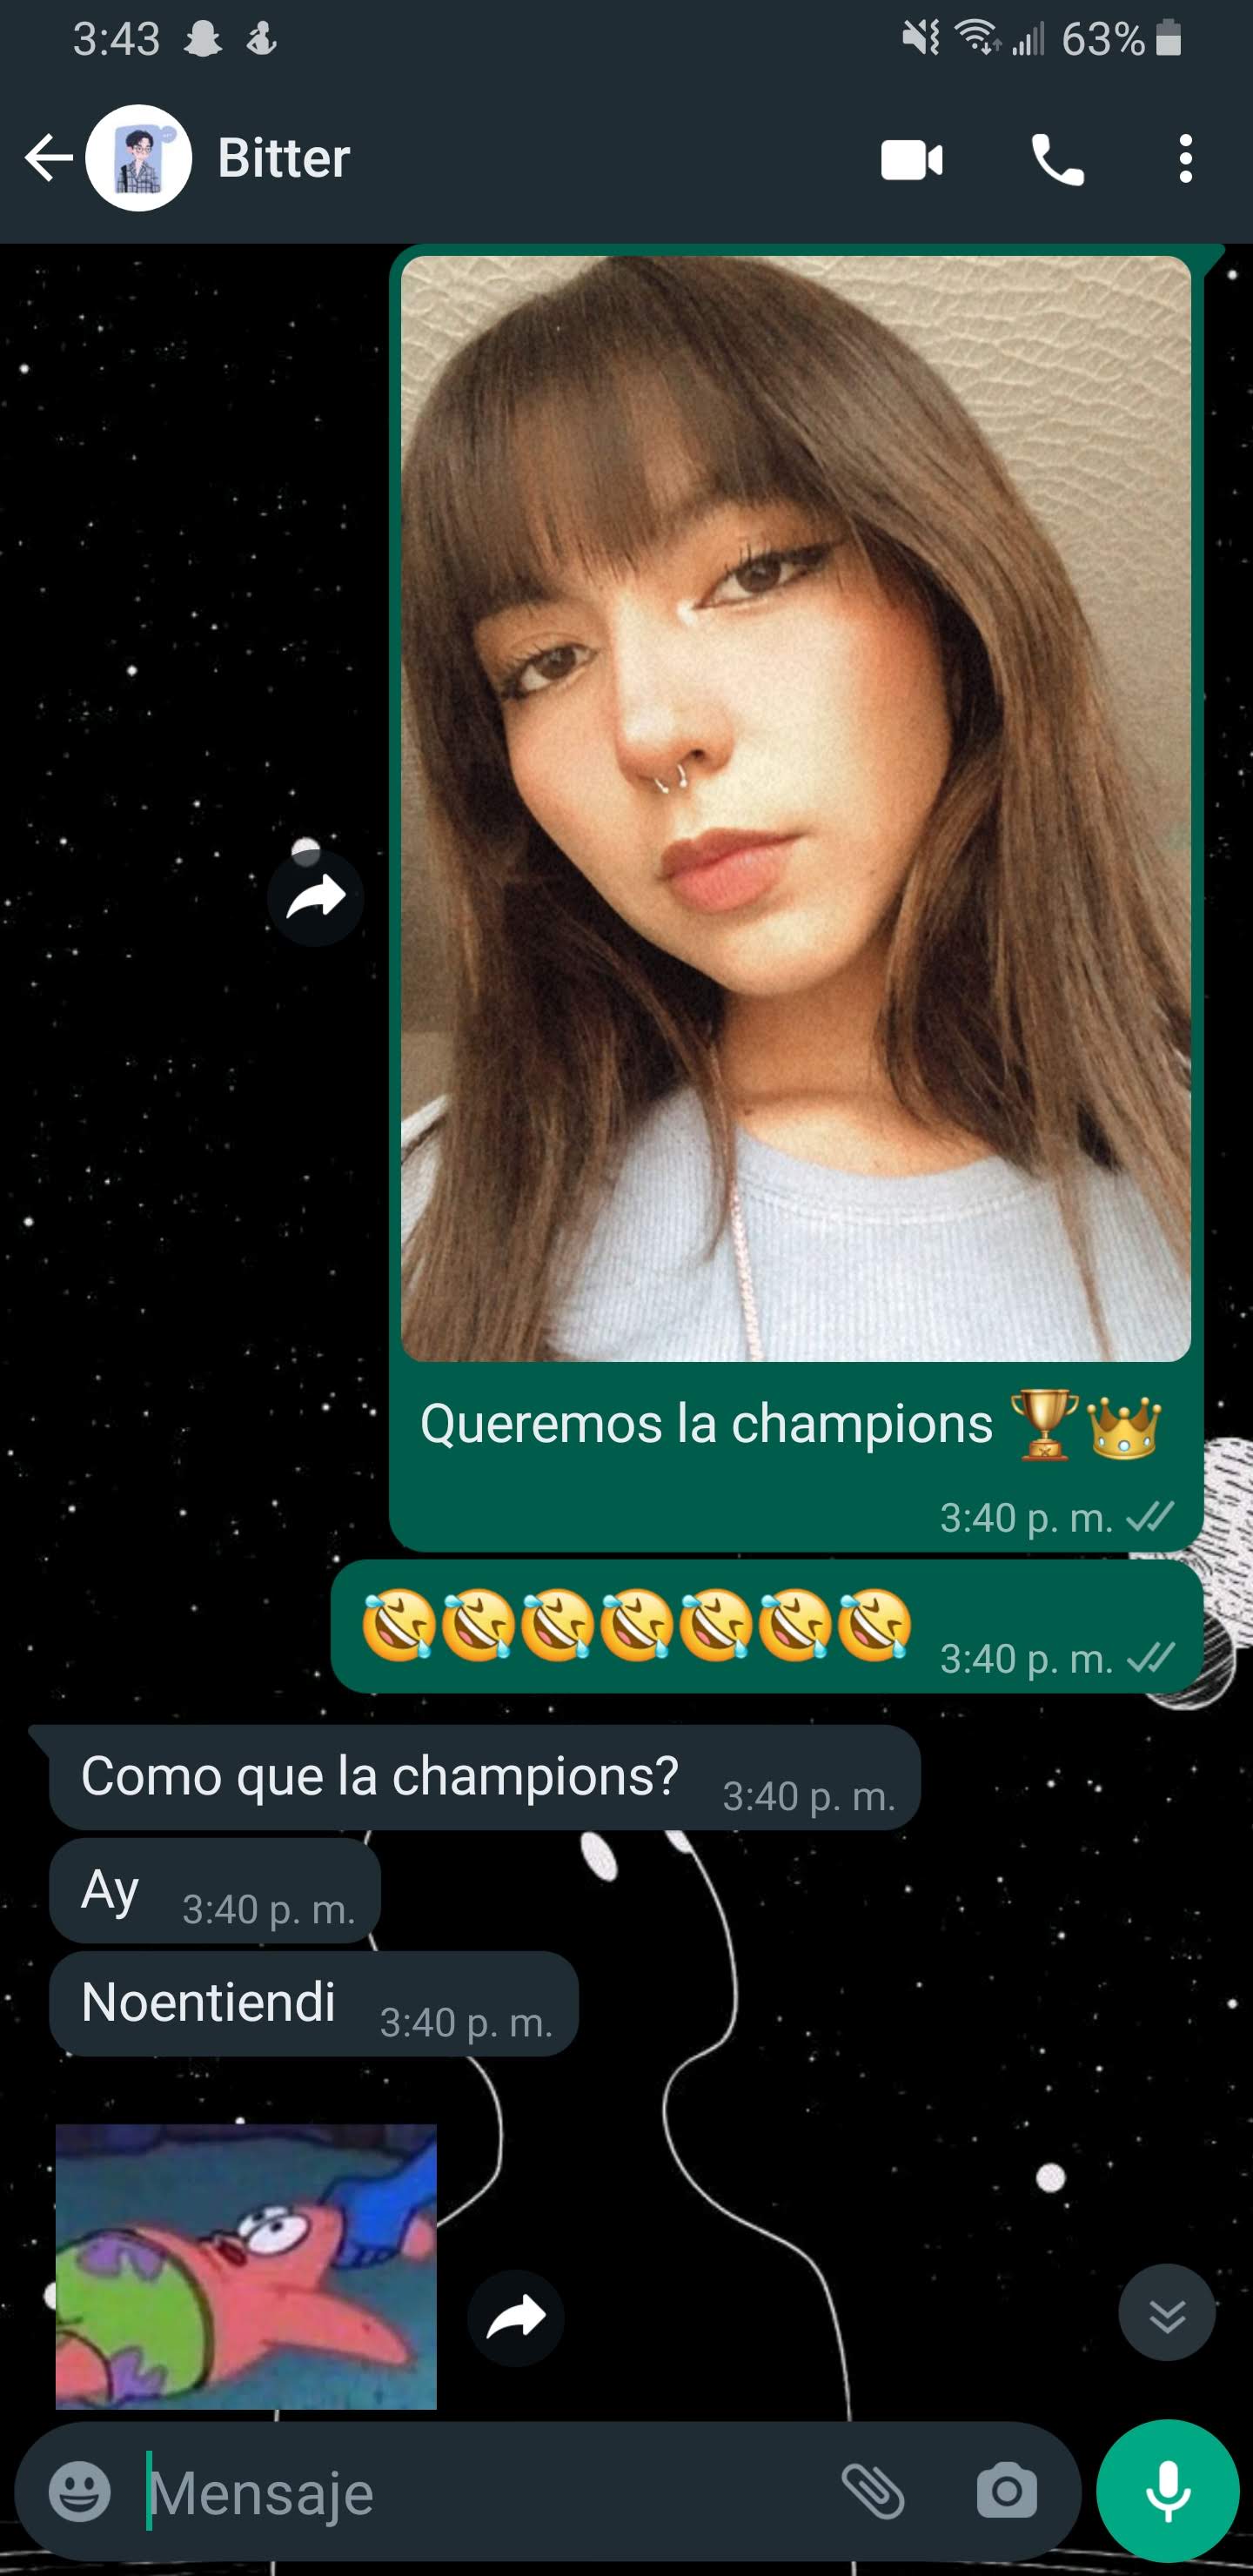 3:43 63%
Bitter
Queremos la champions 🏆👑
3:40 p. m.
🤣🤣🤣🤣🤣🤣🤣 3:40 p. m.
Como que la champions? 3:40 p. m.
Ay 3:40 p. m.
Noentiendi 3:40 p. m.
Mensaje